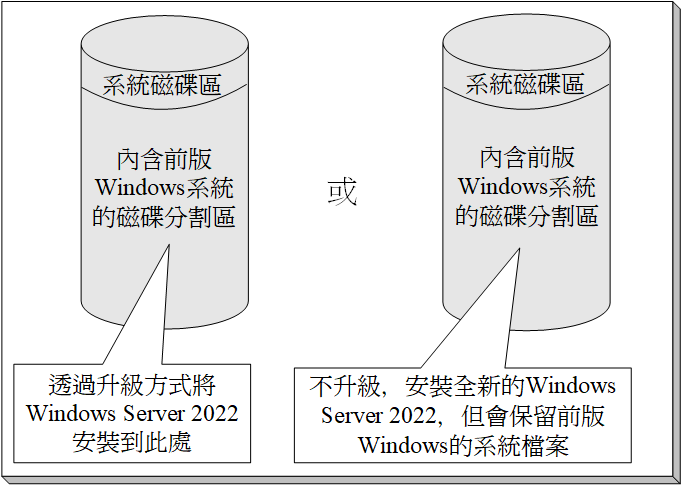 系統磁碟區
內含前版
Windows系統
的磁碟分割區
透過升級方式將
Windows Server 2022
安裝到此處
或
系統磁碟區
內含前版
Windows系統
的磁碟分割區
不升級，安裝全新的Windows
Server 2022，但會保留前版
Windows的系統檔案